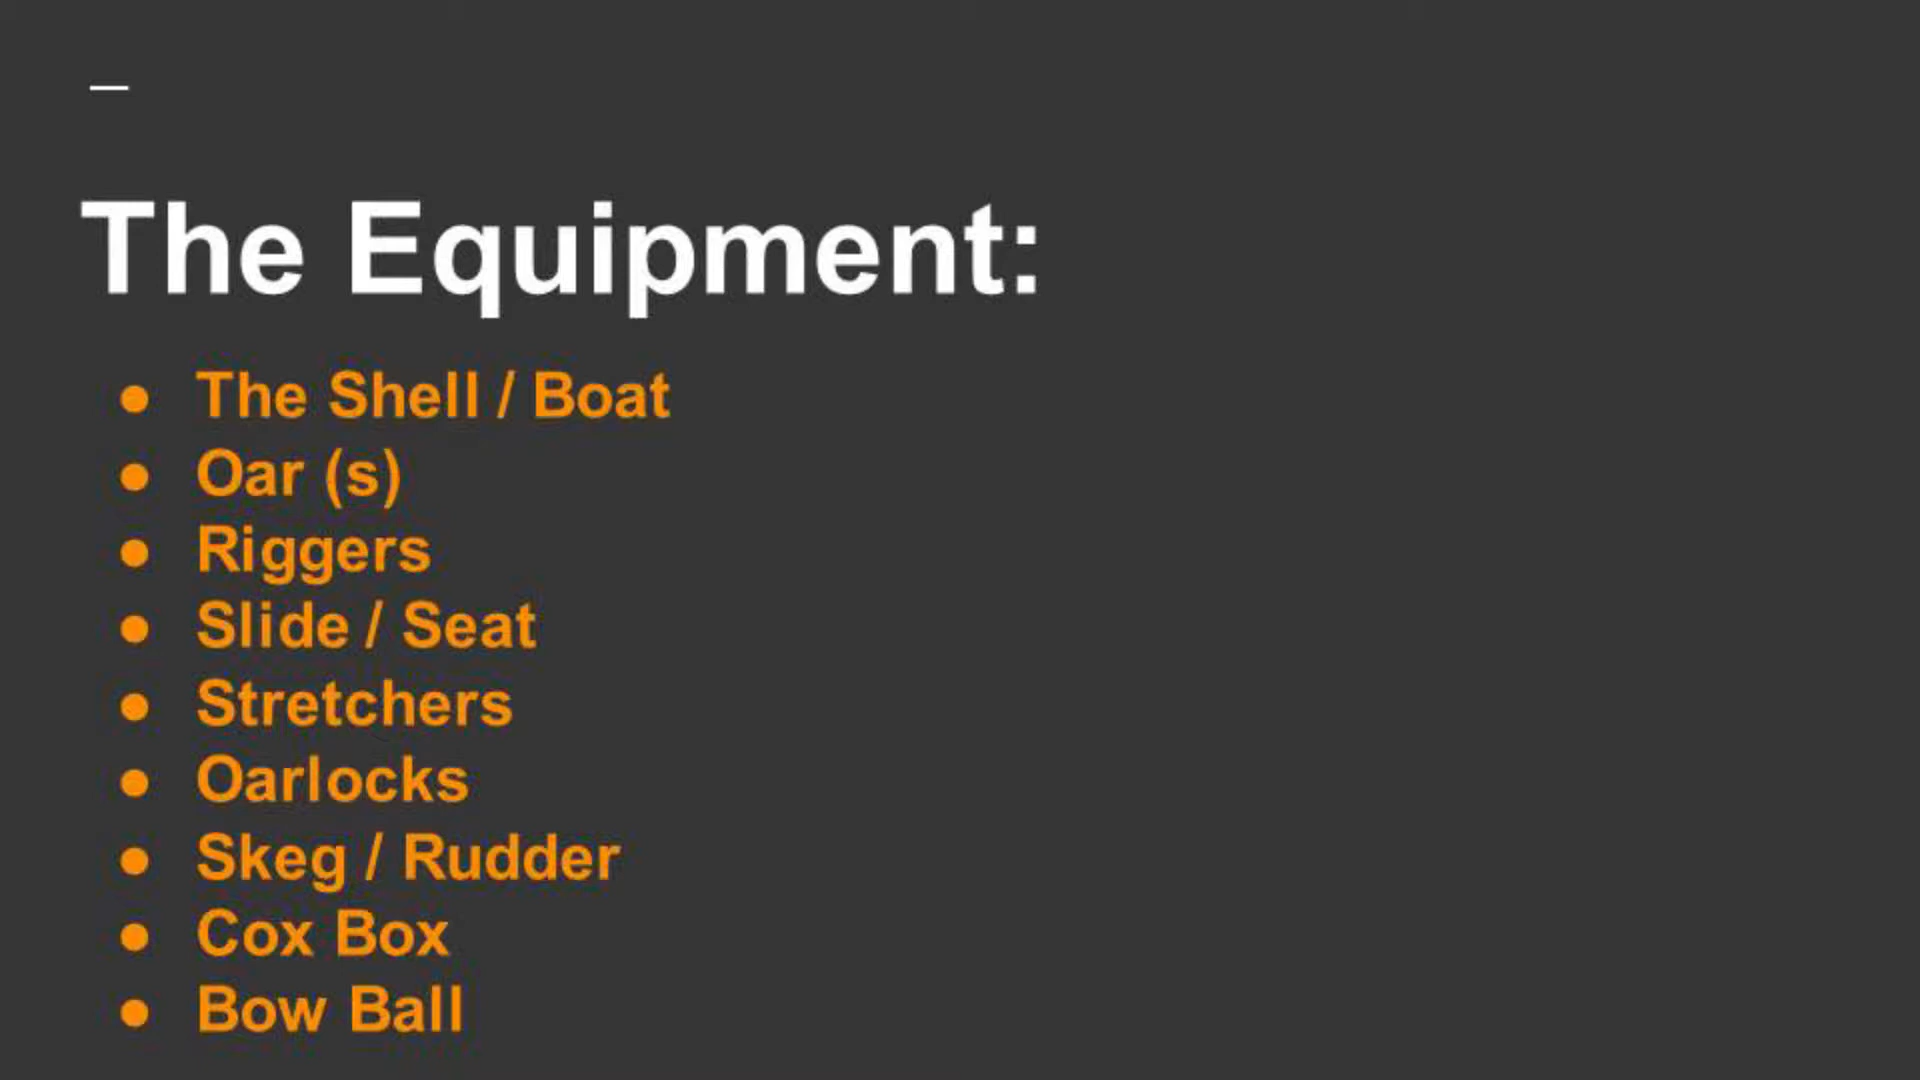 The Equipment:
● The Shell / Boat
● Oar (s)
● Riggers
● Slide / Seat
● Stretchers
● Oarlocks
● Skeg / Rudder
● Cox Box
● Bow Ball